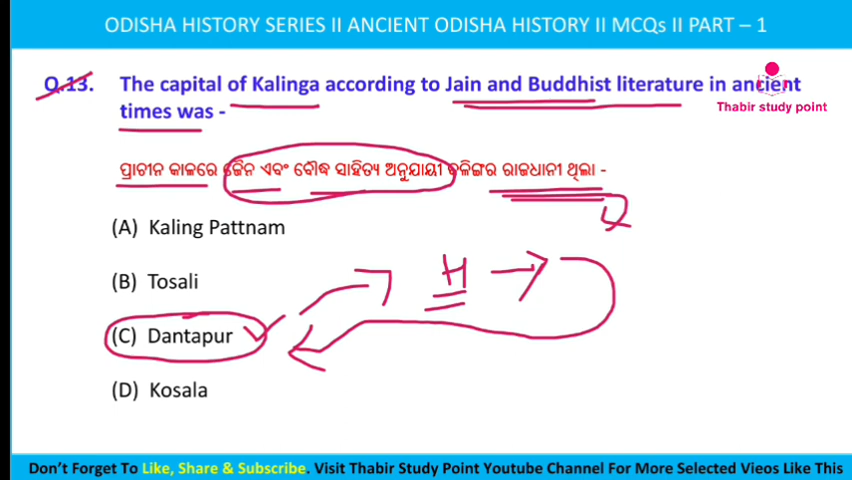 ODISHA HISTORY SERIES II ANCIENT ODISHA HISTORY II MCQs II PART – 1
Q.13. The capital of Kalinga according to Jain and Buddhist literature in ancient
times was -
Thabir study point
ପ୍ରାଚୀନ କାଳରେ ଜୈନ ଏବଂ ବୌଦ୍ଧ ସାହିତ୍ୟ ଅନୁଯାୟୀ କଳିଙ୍ଗର ରାଜଧାନୀ ଥିଲା -
(A) Kaling Pattnam
(B) Tosali
(C) Dantapur
(D) Kosala
Don't Forget To Like, Share & Subscribe. Visit Thabir Study Point Youtube Channel For More Selected Vieos Like This